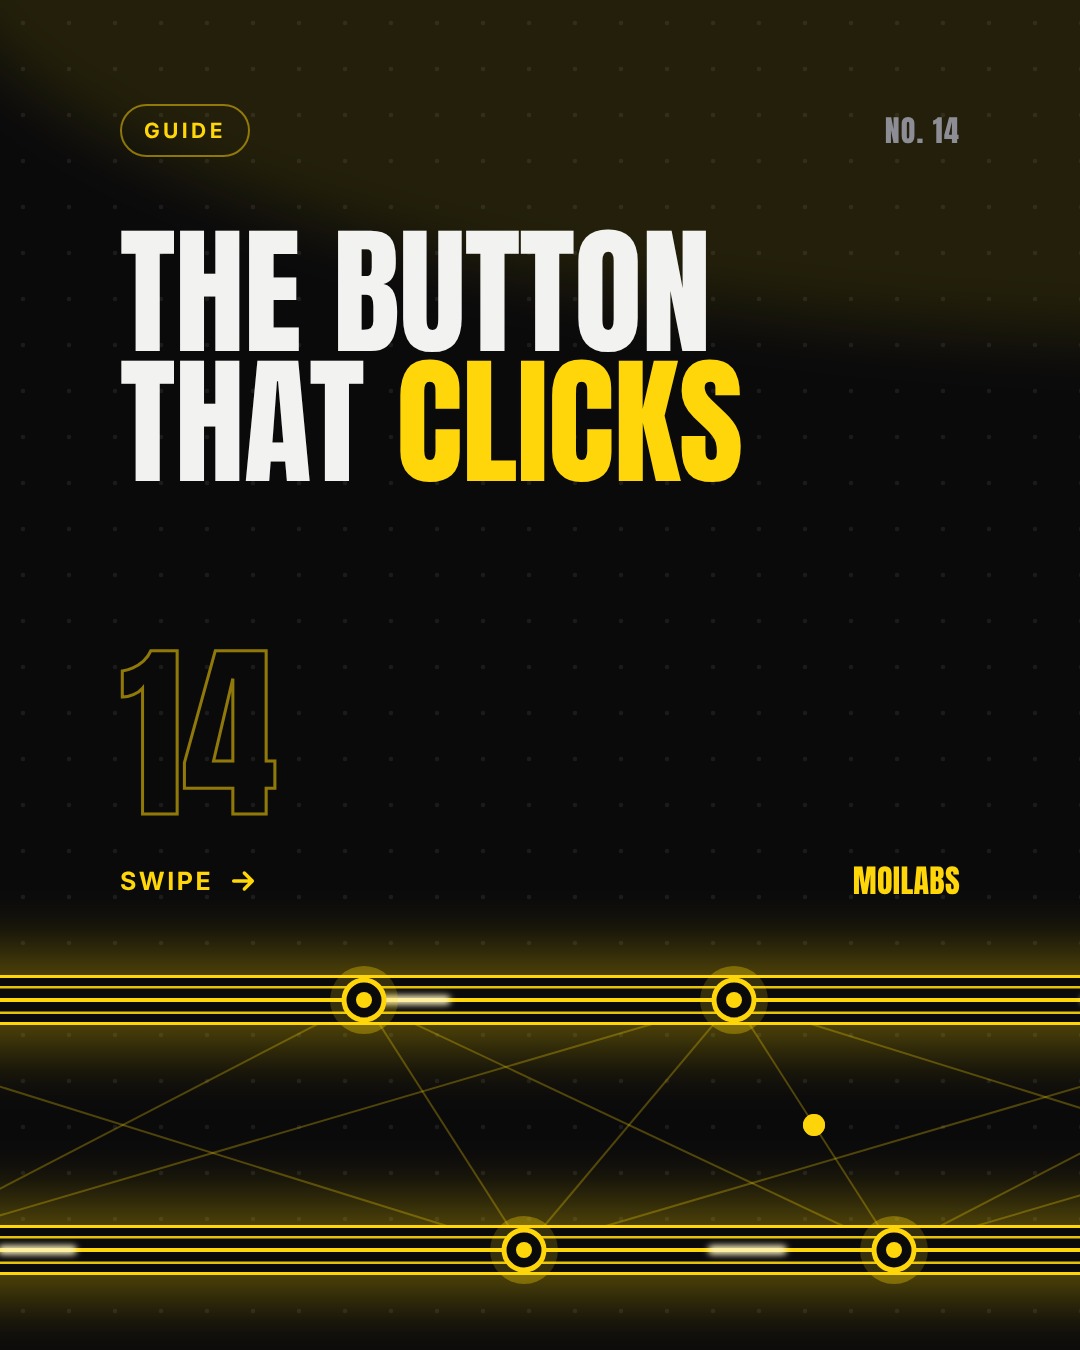 GUIDE
NO. 14
THE BUTTON
THAT CLICKS
14
SWIPE →
MOILABS